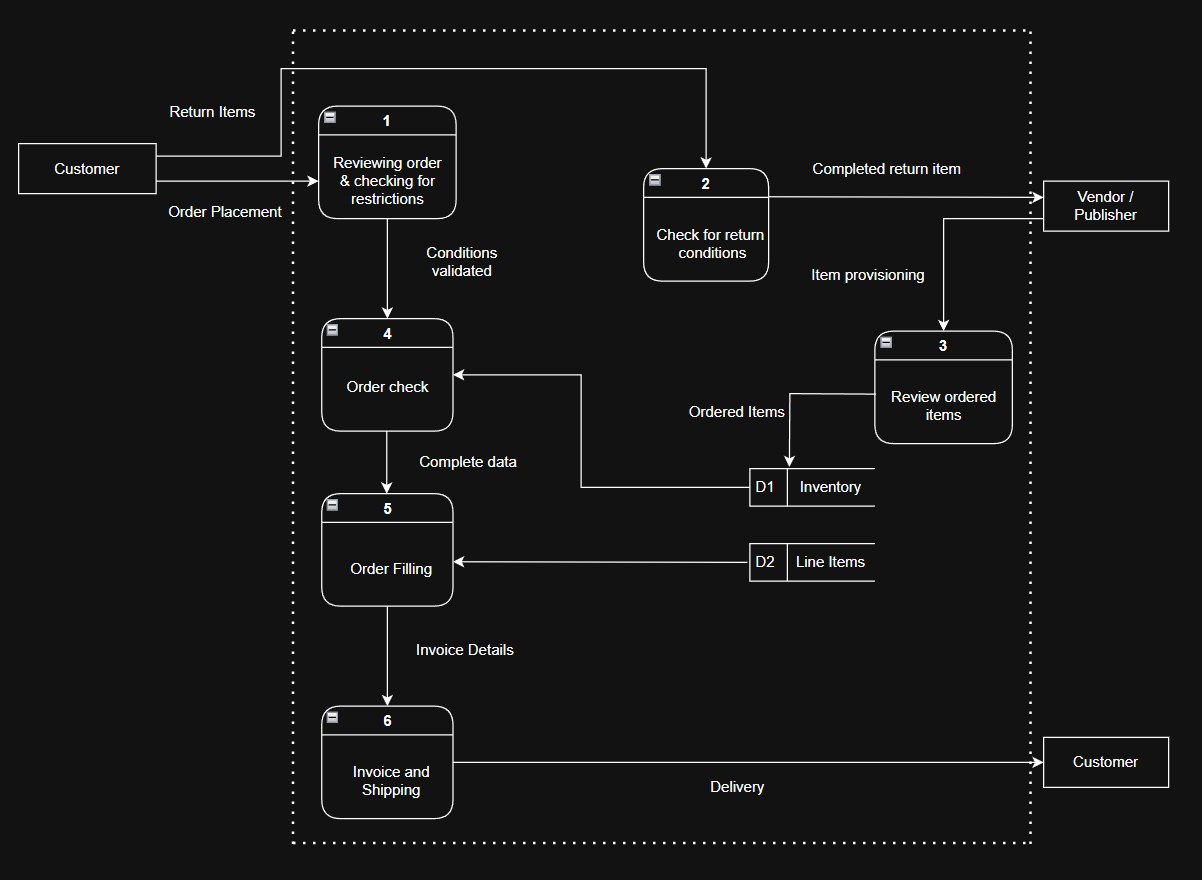 Return Items
Customer
Order Placement
1
Reviewing order
& checking for
restrictions
2
Check for return
conditions
Completed return item
Vendor /
Publisher
Conditions
validated
Item provisioning
4
Order check
3
Review ordered
items
Ordered Items
Complete data
D1
Inventory
5
Order Filling
D2
Line Items
Invoice Details
6
Invoice and
Shipping
Delivery
Customer